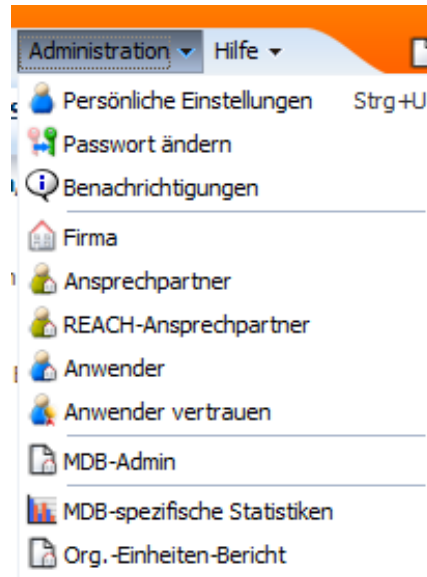 Administration Hilfe
Persönliche Einstellungen Strg+U
Passwort ändern
Benachrichtigungen
Firma
Ansprechpartner
REACH-Ansprechpartner
Anwender
Anwender vertrauen
MDB-Admin
MDB-spezifische Statistiken
Org.-Einheiten-Bericht